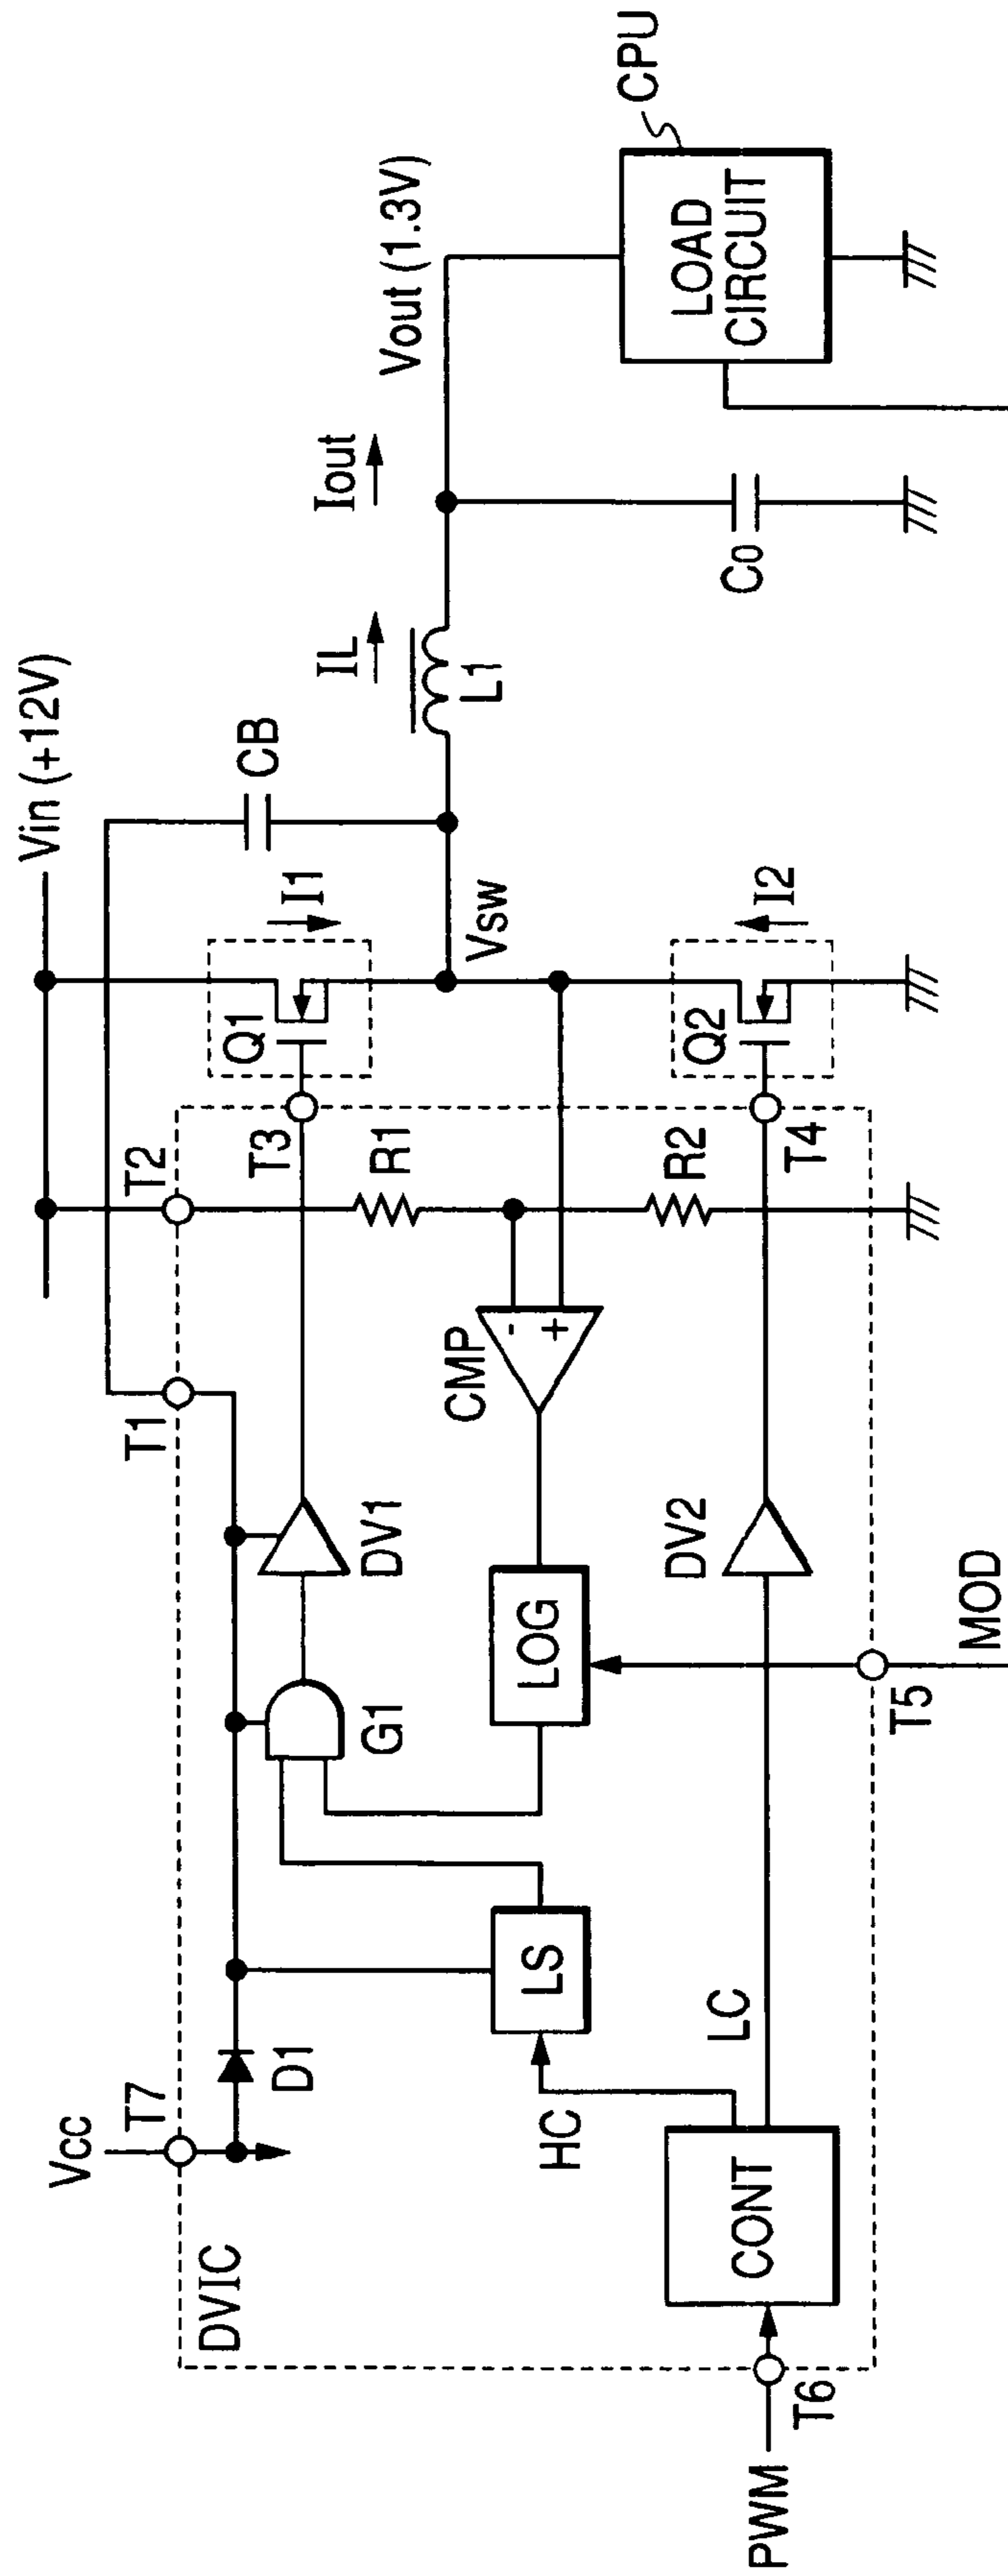 Vin (+12V)
Vcc
T7
T1
T2
CB
DVIC
D1
G1
DV1
T3
Q1
I1
IL
Iout
Vout (1.3V)
R1
Vsw
L1
HC
LS
LOG
CMP
-
+
C0
LOAD
CIRCUIT
CPU
R2
Q2
I2
CONT
LC
DV2
T4
PWM
T6
T5
MOD